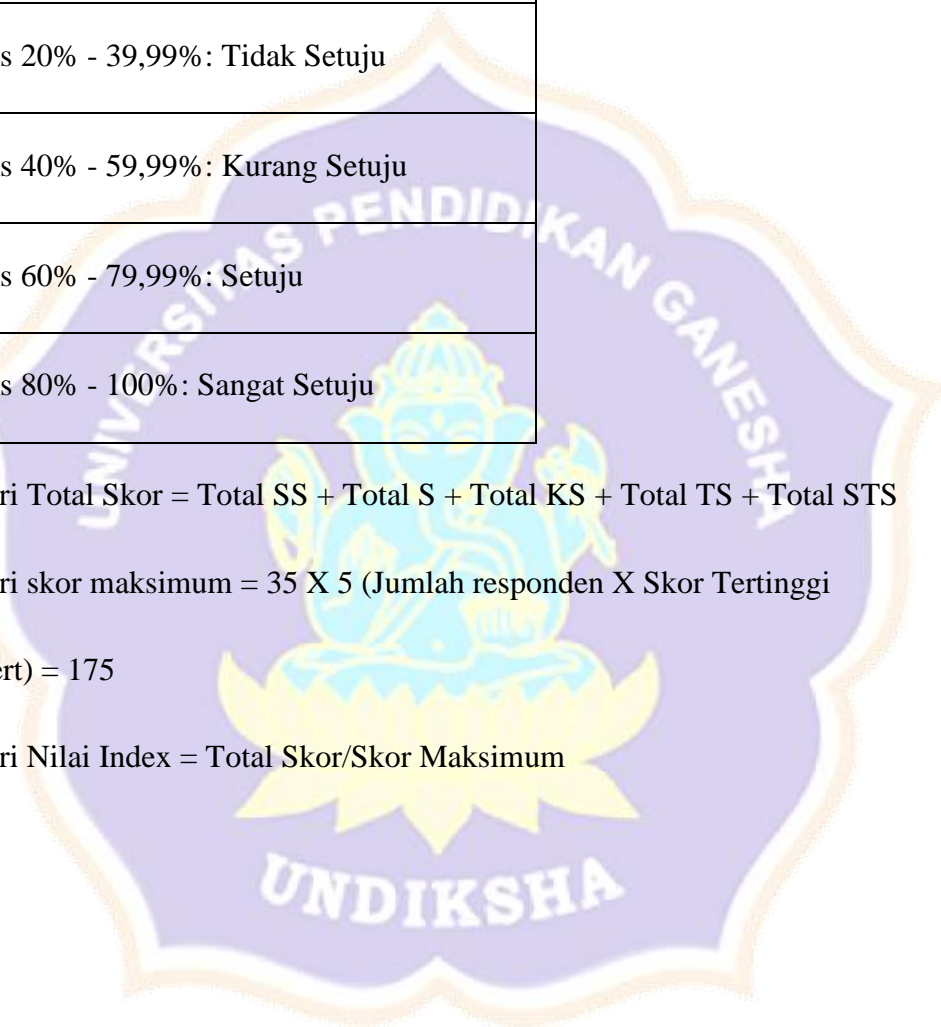 s 20% - 39,99%: Tidak Setuju
s 40% - 59,99%: Kurang Setuju
s 60% - 79,99%: Setuju
s 80% - 100%: Sangat Setuju
ri Total Skor = Total SS + Total S + Total KS + Total TS + Total STS
ri skor maksimum = 35 X 5 (Jumlah responden X Skor Tertinggi
ert) = 175
ri Nilai Index = Total Skor/Skor Maksimum
UNIVERSITAS PENDIDIKAN GANESHA
UNDIKSHA